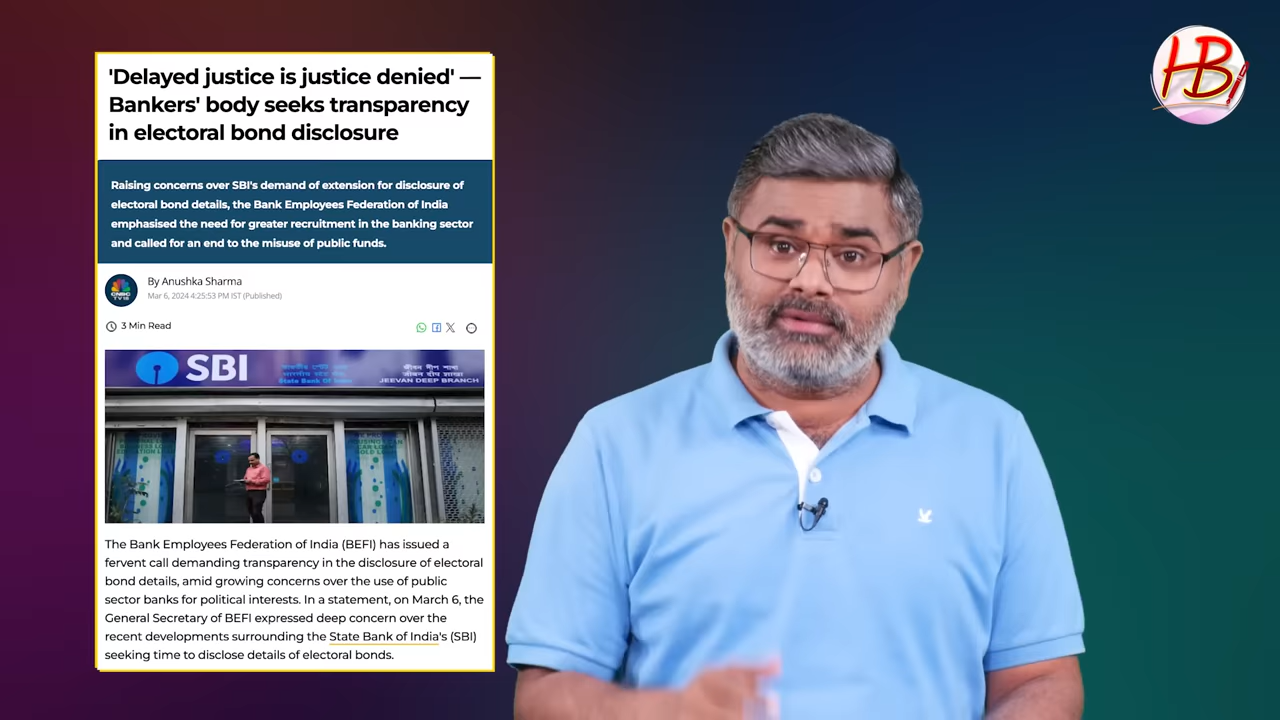 'Delayed justice is justice denied' —
Bankers' body seeks transparency
in electoral bond disclosure
Raising concerns over SBI's demand of extension for disclosure of
electoral bond details, the Bank Employees Federation of India
emphasised the need for greater recruitment in the banking sector
and called for an end to the misuse of public funds.
CNBC
TV18
By Anushka Sharma
Mar 6, 2024 4:25:53 PM IST (Published)
3 Min Read
SBI
भारतीय स्टेट बैंक
State Bank Of India
जीवन दीप शाखा
JEEVAN DEEP BRANCH
The Bank Employees Federation of India (BEFI) has issued a
fervent call demanding transparency in the disclosure of electoral
bond details, amid growing concerns over the use of public
sector banks for political interests. In a statement, on March 6, the
General Secretary of BEFI expressed deep concern over the
recent developments surrounding the State Bank of India's (SBI)
seeking time to disclose details of electoral bonds.
HBi